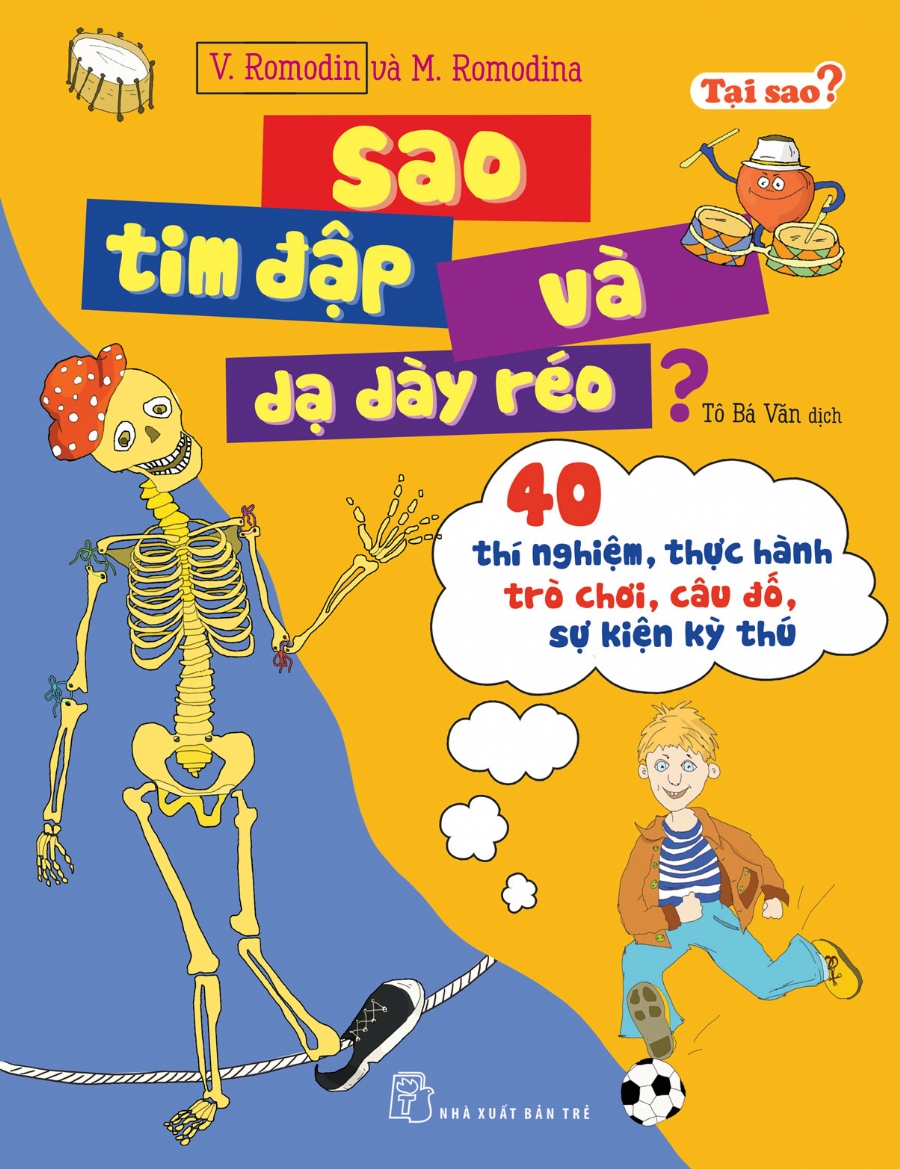 V. Romodin và M. Romodina
Tại sao?
sao
tim đập
và
dạ dày réo
?
Tô Bá Văn dịch
40
thí nghiệm, thực hành
trò chơi, câu đố,
sự kiện kỳ thú
T
NHÀ XUẤT BẢN TRẺ